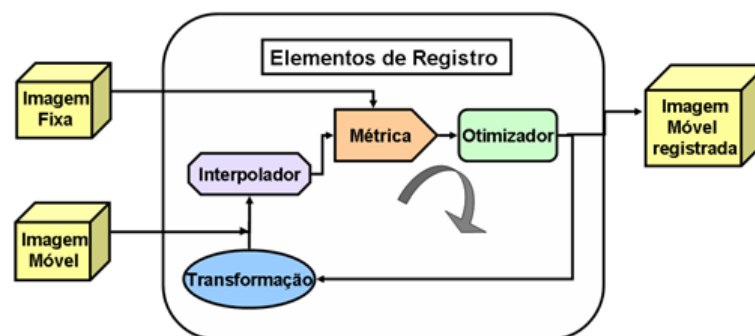 Elementos de Registro
Imagem
Fixa
Métrica
Otimizador
Imagem
Móvel
registrada
Interpolador
Imagem
Móvel
Transformação